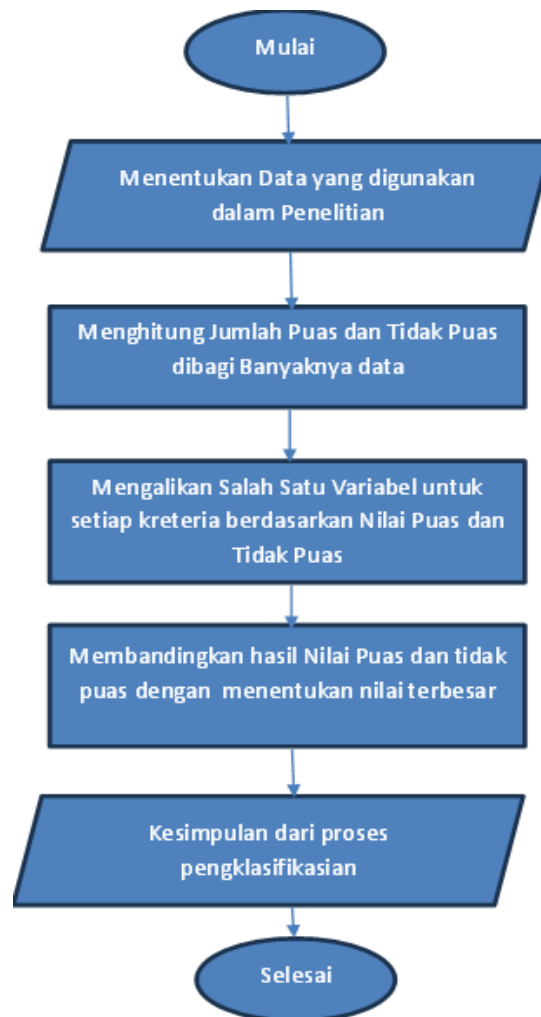 Mulai
Menentukan Data yang digunakan
dalam Penelitian
Menghitung Jumlah Puas dan Tidak Puas
dibagi Banyaknya data
Mengalikan Salah Satu Variabel untuk
setiap kreteria berdasarkan Nilai Puas dan
Tidak Puas
Membandingkan hasil Nilai Puas dan tidak
puas dengan menentukan nilai terbesar
Kesimpulan dari proses
pengklasifikasian
Selesai